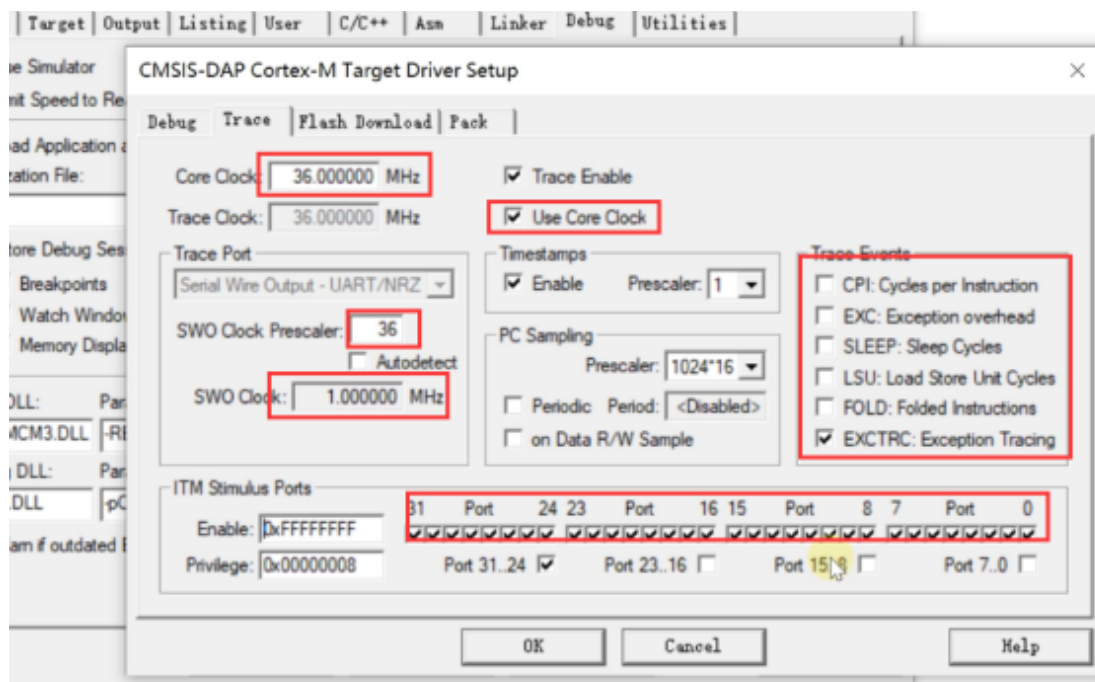 Target Output Listing User C/C++ Asm Linker Debug Utilities
se Simulator
CMSIS-DAP Cortex-M Target Driver Setup
mit Speed to Re
Debug Trace Flash Download Pack
ad Application a
zation File:
Core Clock: 36.000000 MHz
Trace Enable
Trace Clock: 36.000000 MHz
Use Core Clock
tore Debug Ses
Breakpoints
Watch Window
Memory Displa
Trace Port
Serial Wire Output - UART/NRZ
SWO Clock Prescaler: 36
Autodetect
SWO Clock: 1.000000 MHz
Timestamps
Enable Prescaler: 1
PC Sampling
Prescaler: 1024*16
Periodic Period: <Disabled>
on Data R/W Sample
Trace Events
CPI: Cycles per Instruction
EXC: Exception overhead
SLEEP: Sleep Cycles
LSU: Load Store Unit Cycles
FOLD: Folded Instructions
EXCTRC: Exception Tracing
DLL: Par
MCM3.DLL -RE
DLL: Par
.DLL -pC
ITM Stimulus Ports
31 Port 24 23 Port 16 15 Port 8 7 Port 0
Enable: 0xFFFFFFFF
Privilege: 0x00000008 Port 31..24 Port 23..16 Port 15..8 Port 7..0
arn if outdated E
OK Cancel Help